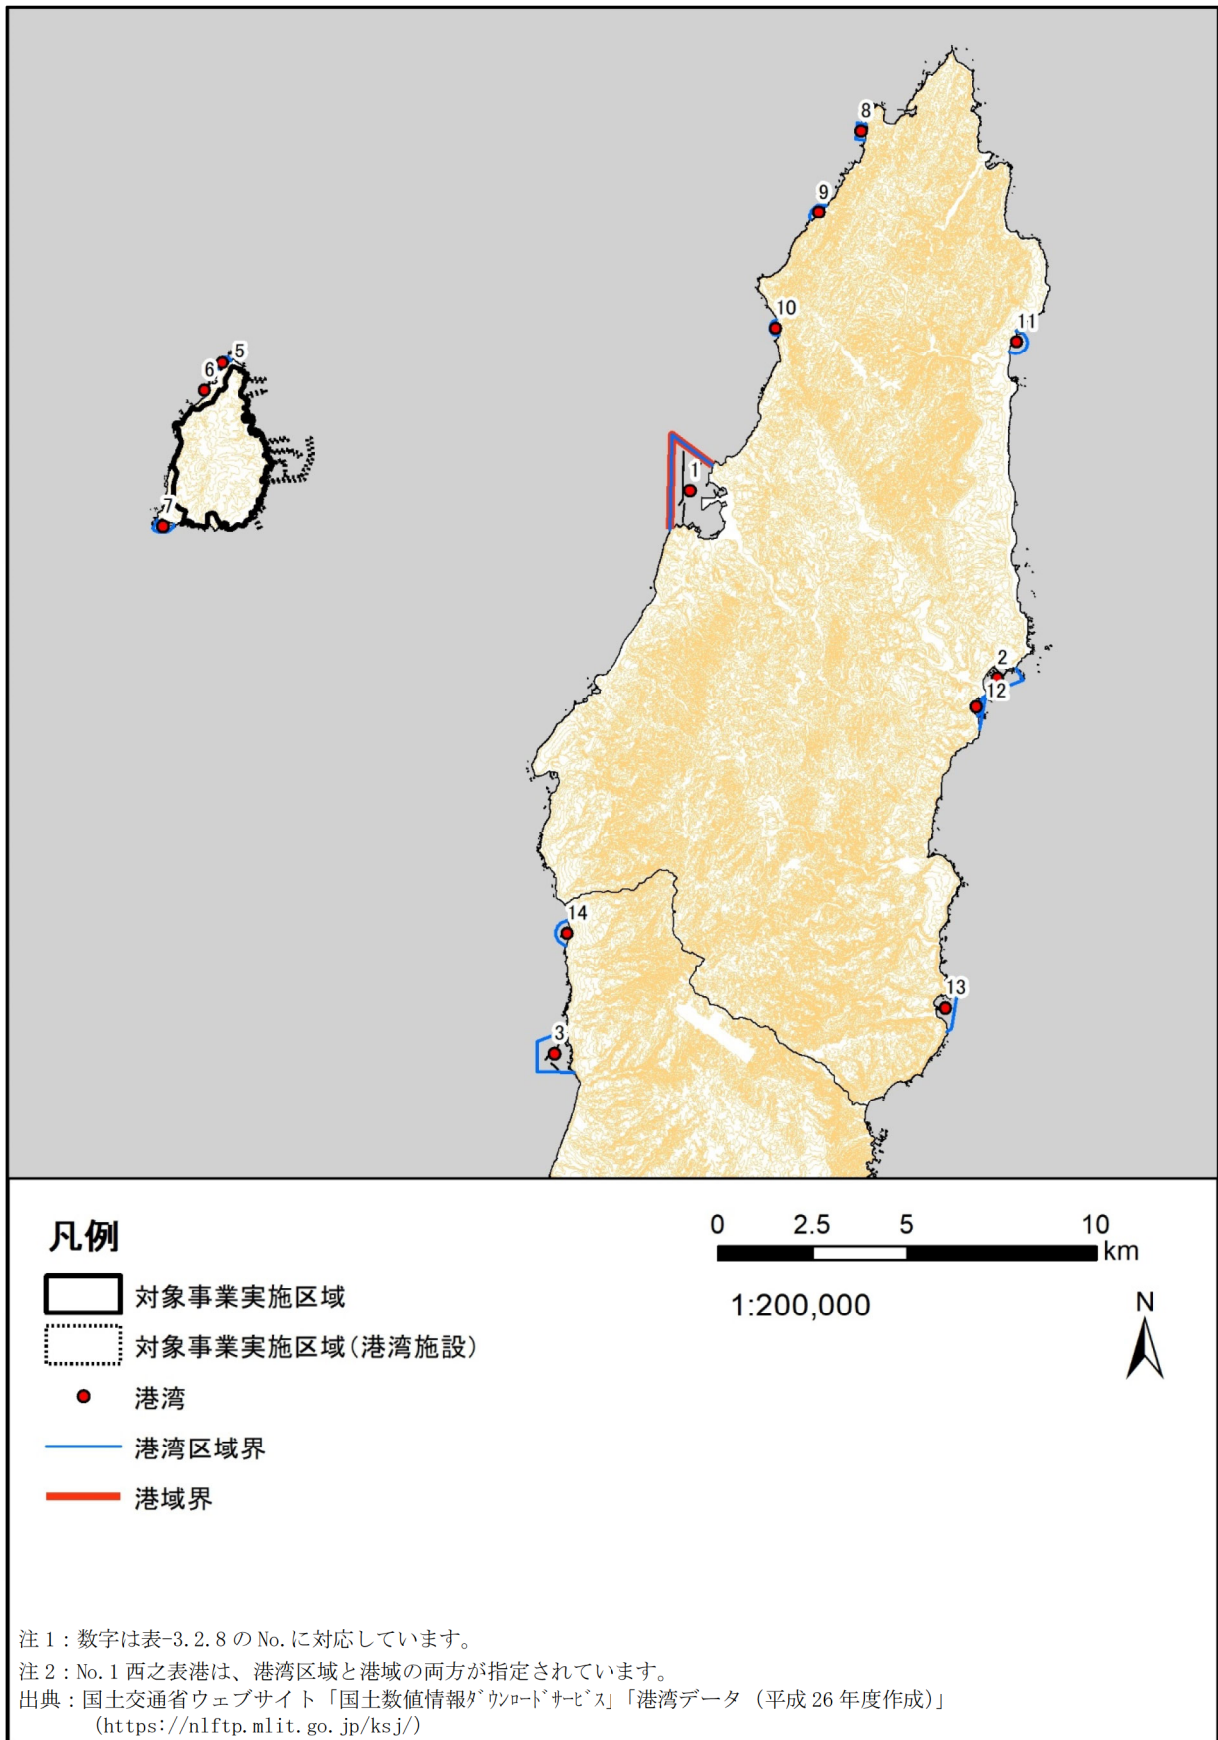 8
9
10
11
5
6
7
1
2
12
14
13
3
凡例
対象事業実施区域
対象事業実施区域(港湾施設)
港湾
港湾区域界
港域界
0 2.5 5 10
km
1:200,000
N
注1：数字は表-3.2.8のNo.に対応しています。
注2：No.1西之表港は、港湾区域と港域の両方が指定されています。
出典：国土交通省ウェブサイト「国土数値情報ﾀﾞｳﾝﾛｰﾄﾞｻｰﾋﾞｽ」「港湾データ（平成26年度作成）」
(https://nlftp.mlit.go.jp/ksj/)